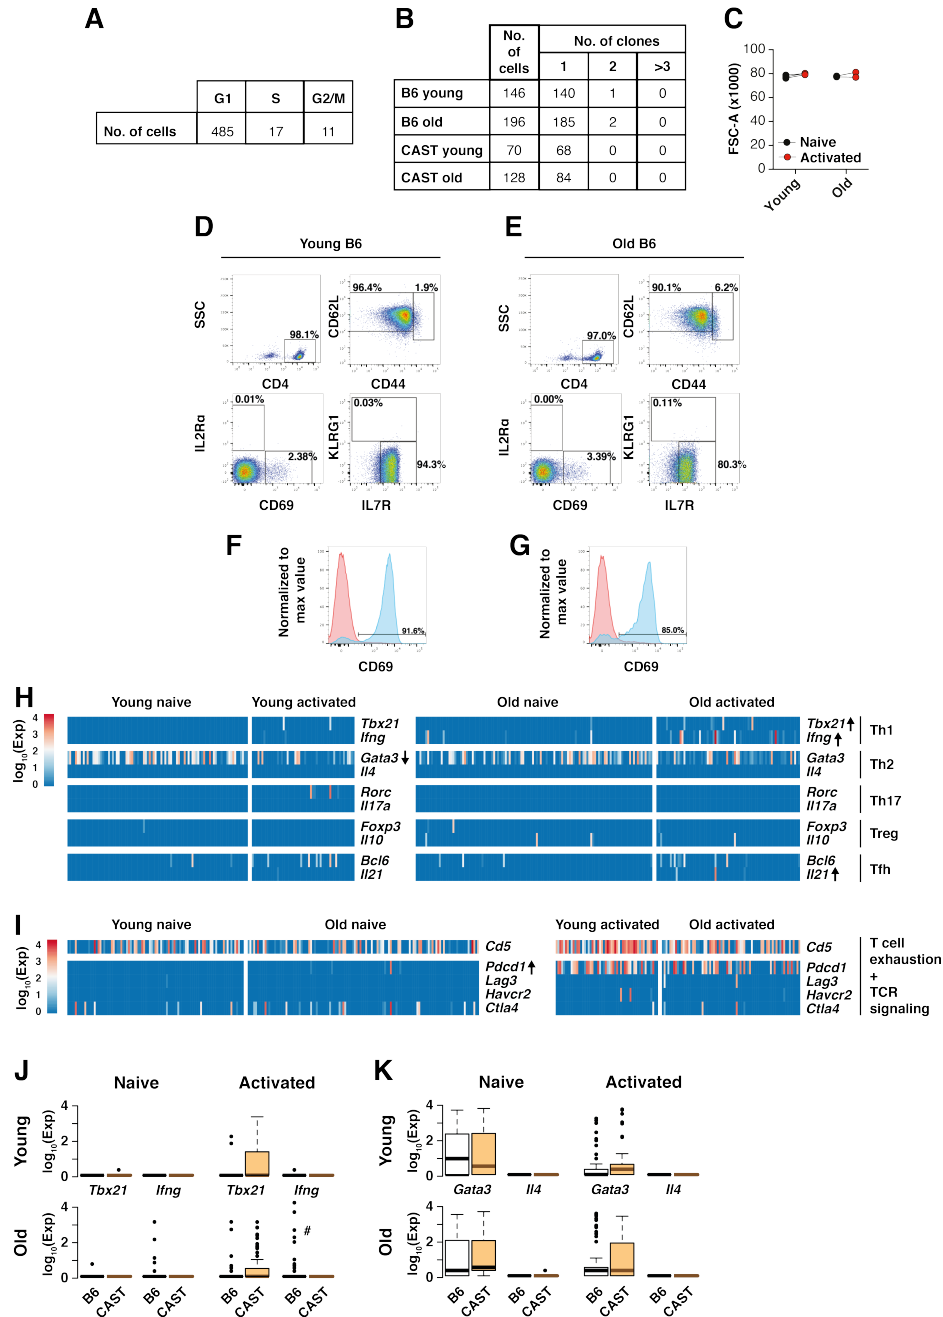 A
G1 S G2/M
No. of cells 485 17 11
B
No. of cells No. of clones
1 2 >3
B6 young 146 140 1 0
B6 old 196 185 2 0
CAST young 70 68 0 0
CAST old 128 84 0 0
C
FSC-A (x1000)
100
80
60
40
20
0
Naive
Activated
Young Old
D
Young B6
SSC
98.1%
CD4
CD62L
96.4% 1.9%
CD44
IL2Rα
0.01%
2.38%
CD69
KLRG1
0.03%
94.3%
IL7R
E
Old B6
SSC
97.0%
CD4
CD62L
90.1% 6.2%
CD44
IL2Rα
0.00%
3.39%
CD69
KLRG1
0.11%
80.3%
IL7R
F
Normalized to
max value
91.6%
CD69
G
Normalized to
max value
85.0%
CD69
H
Young naive Young activated Old naive Old activated
log10(Exp)
4
3
2
1
0
Tbx21 Tbx21 ↑
Ifng Ifng ↑
Th1
Gata3 ↓ Gata3
Il4 Il4
Th2
Rorc Rorc
Il17a Il17a
Th17
Foxp3 Foxp3
Il10 Il10
Treg
Bcl6 Bcl6
Il21 Il21 ↑
Tfh
I
Young naive Old naive Young activated Old activated
log10(Exp)
4
3
2
1
0
Cd5 Cd5
Pdcd1 ↑ Pdcd1
Lag3 Lag3
Havcr2 Havcr2
Ctla4 Ctla4
T cell
exhaustion
+
TCR
signaling
J
Naive Activated
Young
log10(Exp)
4
2
0
Tbx21 Ifng Tbx21 Ifng
Old
log10(Exp)
4
2
0
#
B6 CAST B6 CAST B6 CAST B6 CAST
K
Naive Activated
Young
log10(Exp)
4
2
0
Gata3 Il4 Gata3 Il4
Old
log10(Exp)
4
2
0
B6 CAST B6 CAST B6 CAST B6 CAST